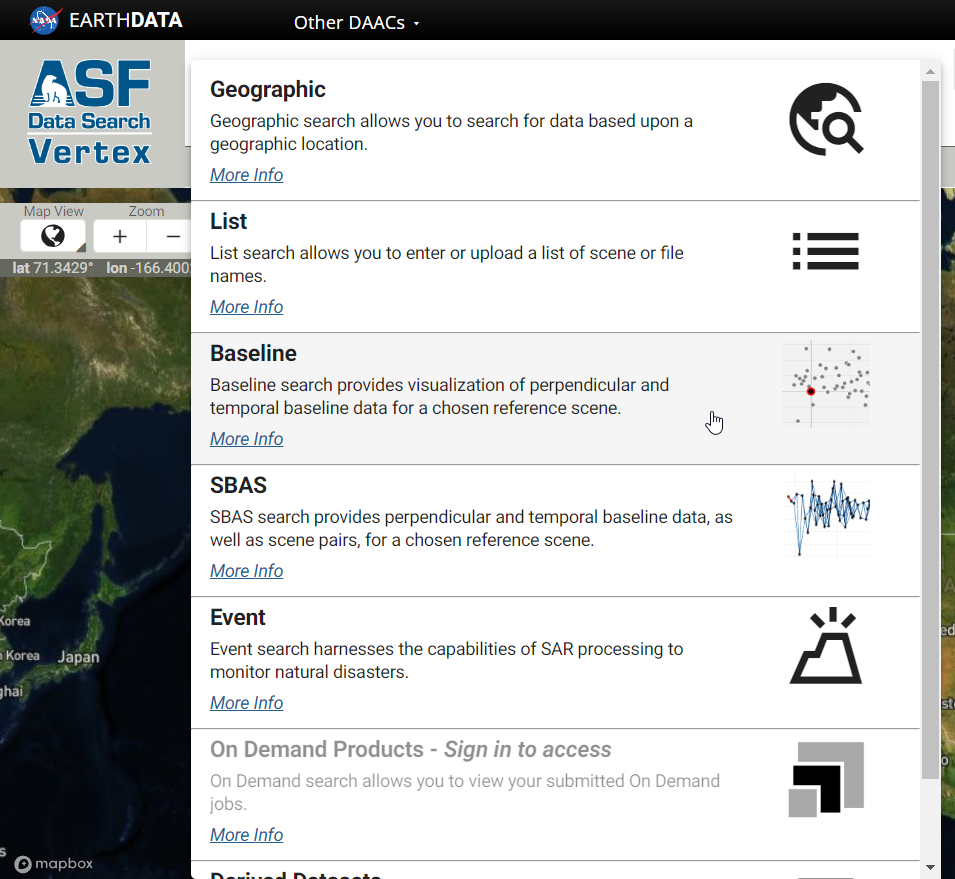 EARTHDATA
Other DAACs
ASF
Data Search
Vertex
Map View
Zoom
lat 71.3429° lon -166.400
Geographic
Geographic search allows you to search for data based upon a
geographic location.
More Info
List
List search allows you to enter or upload a list of scene or file
names.
More Info
Baseline
Baseline search provides visualization of perpendicular and
temporal baseline data for a chosen reference scene.
More Info
SBAS
SBAS search provides perpendicular and temporal baseline data, as
well as scene pairs, for a chosen reference scene.
More Info
Event
Event search harnesses the capabilities of SAR processing to
monitor natural disasters.
More Info
On Demand Products - Sign in to access
On Demand search allows you to view your submitted On Demand
jobs.
More Info
Derived Datasets
Korea
Korea
Japan
mapbox
NASA